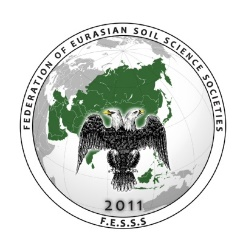 FEDERATION OF EURASIAN SOIL SCIENCE SOCIETIES
2011
F.E.S.S.S